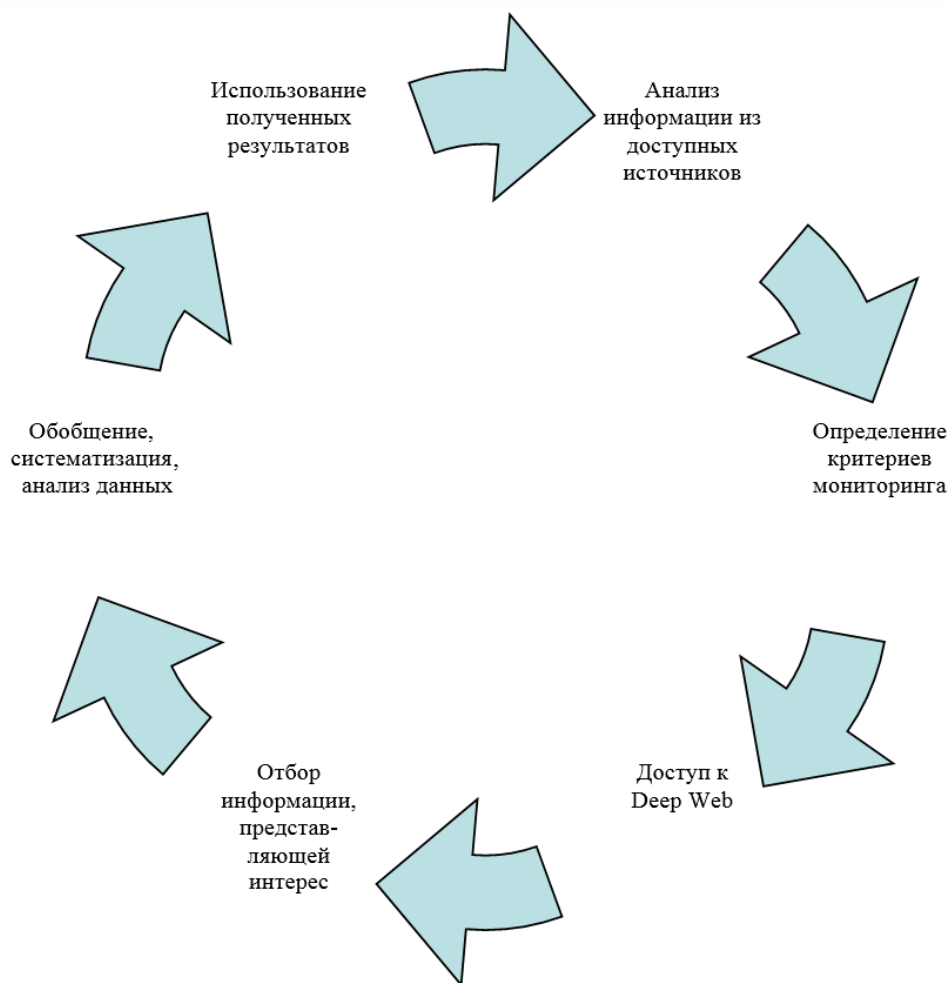 Использование
полученных
результатов
Анализ
информации из
доступных
источников
Определение
критериев
мониторинга
Доступ к
Deep Web
Отбор
информации,
представ-
ляющей
интерес
Обобщение,
систематизация,
анализ данных